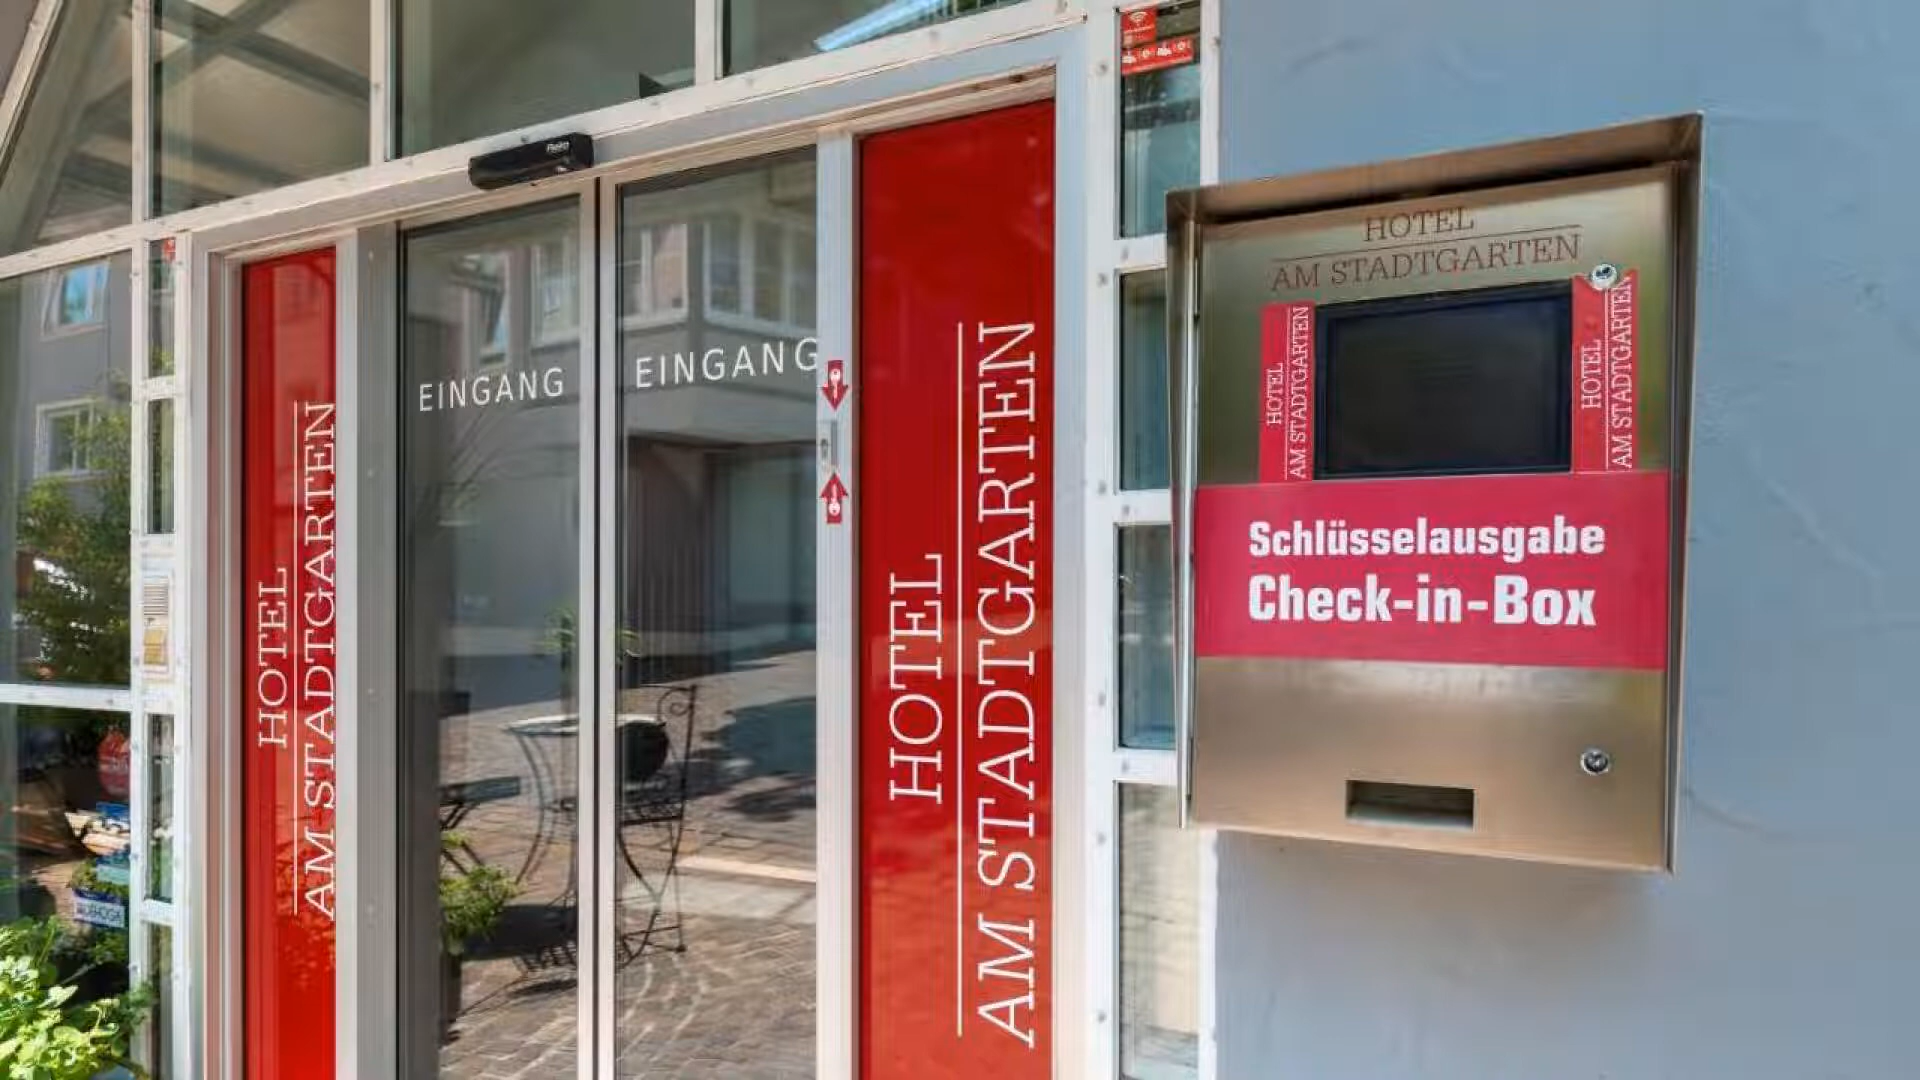 HOTEL
AM STADTGARTEN
EINGANG
EINGANG
HOTEL
AM STADTGARTEN
HOTEL
AM STADTGARTEN
HOTEL
AM STADTGARTEN
HOTEL
AM STADTGARTEN
Schlüsselausgabe
Check-in-Box